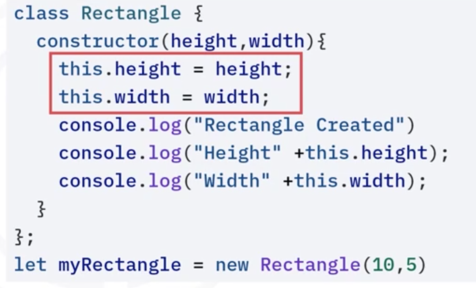 class Rectangle {
constructor(height,width){
this.height = height;
this.width = width;
console.log("Rectangle Created")
console.log("Height" +this.height);
console.log("Width" +this.width);
}
};
let myRectangle = new Rectangle(10,5)